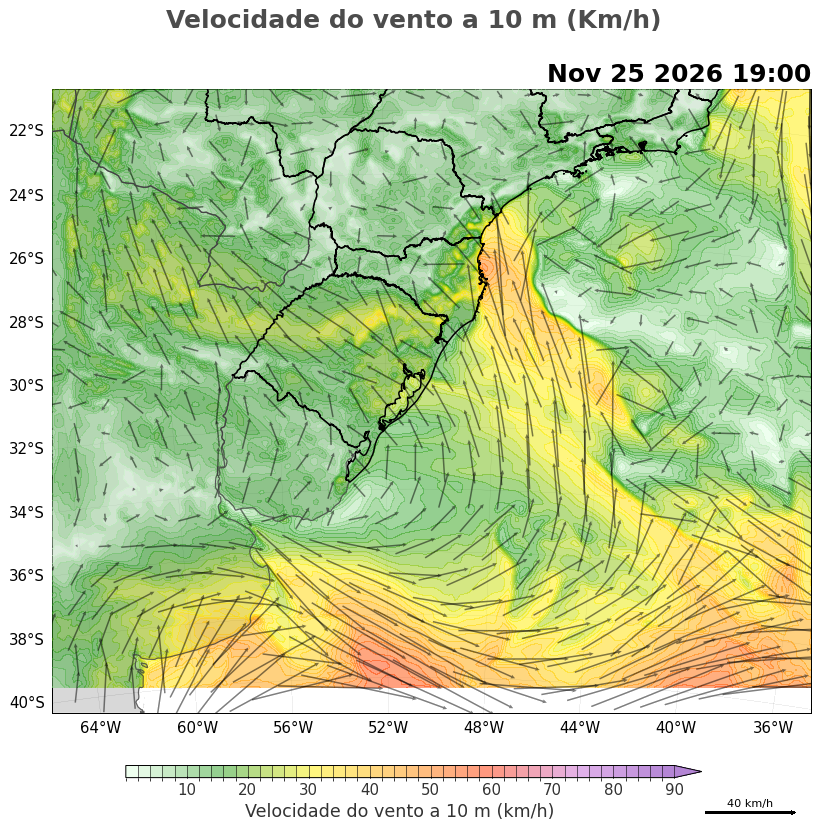 Velocidade do vento a 10 m (Km/h)
Nov 25 2026 19:00
22°S
24°S
26°S
28°S
30°S
32°S
34°S
36°S
38°S
40°S
64°W 60°W 56°W 52°W 48°W 44°W 40°W 36°W
10 20 30 40 50 60 70 80 90
Velocidade do vento a 10 m (km/h)
40 km/h